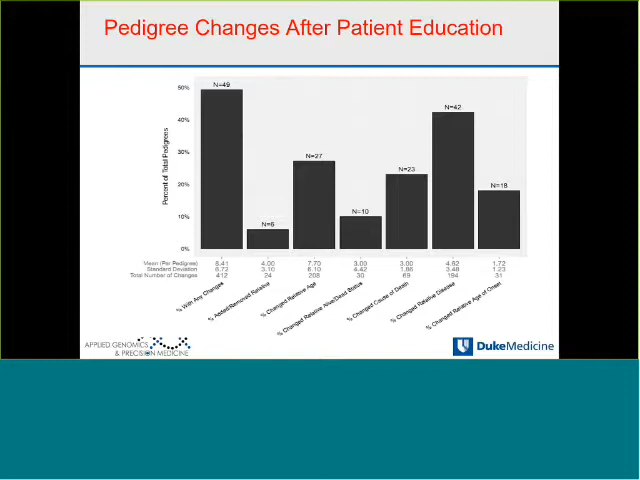 Pedigree Changes After Patient Education
Percent of Total Pedigrees
50%
40%
30%
20%
10%
0%
N=49
N=6
N=27
N=10
N=23
N=42
N=18
Mean (Per Pedigree) 8.41 4.00 7.70 3.00 3.00 4.62 1.72
Standard Deviation 6.72 3.10 6.10 4.42 1.86 3.48 1.23
Total Number of Changes 412 24 208 30 69 194 31
% With Any Changes
% Added/Removed Relative
% Changed Relative Age
% Changed Relative Alive/Dead Status
% Changed Cause of Death
% Changed Relative Disease
% Changed Relative Age of Onset
APPLIED GENOMICS
& PRECISION MEDICINE
DukeMedicine